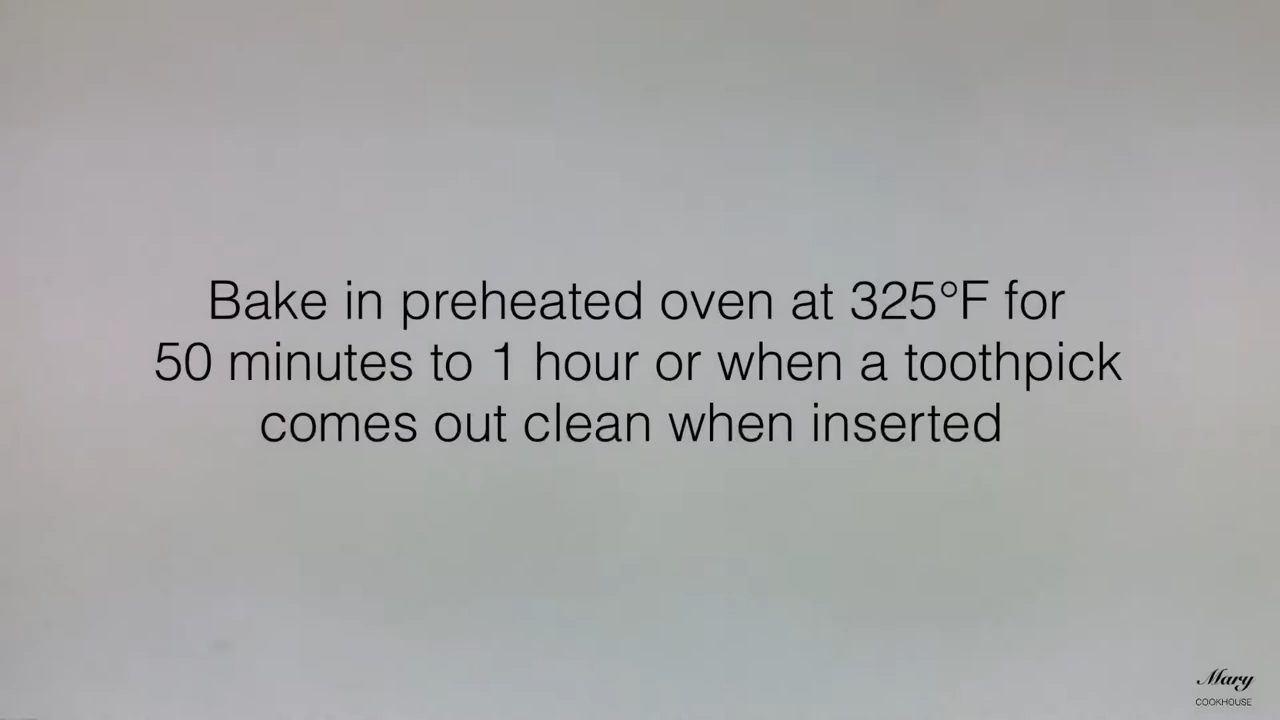 Bake in preheated oven at 325°F for
50 minutes to 1 hour or when a toothpick
comes out clean when inserted
Mary
COOKHOUSE